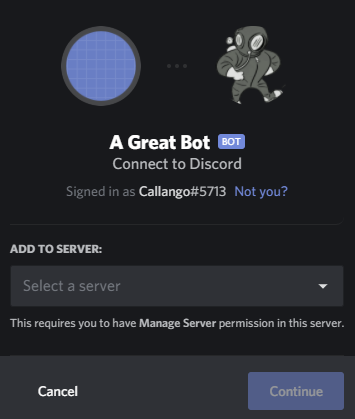 A Great Bot BOT
Connect to Discord
Signed in as Callango#5713 Not you?
ADD TO SERVER:
Select a server
This requires you to have Manage Server permission in this server.
Cancel Continue